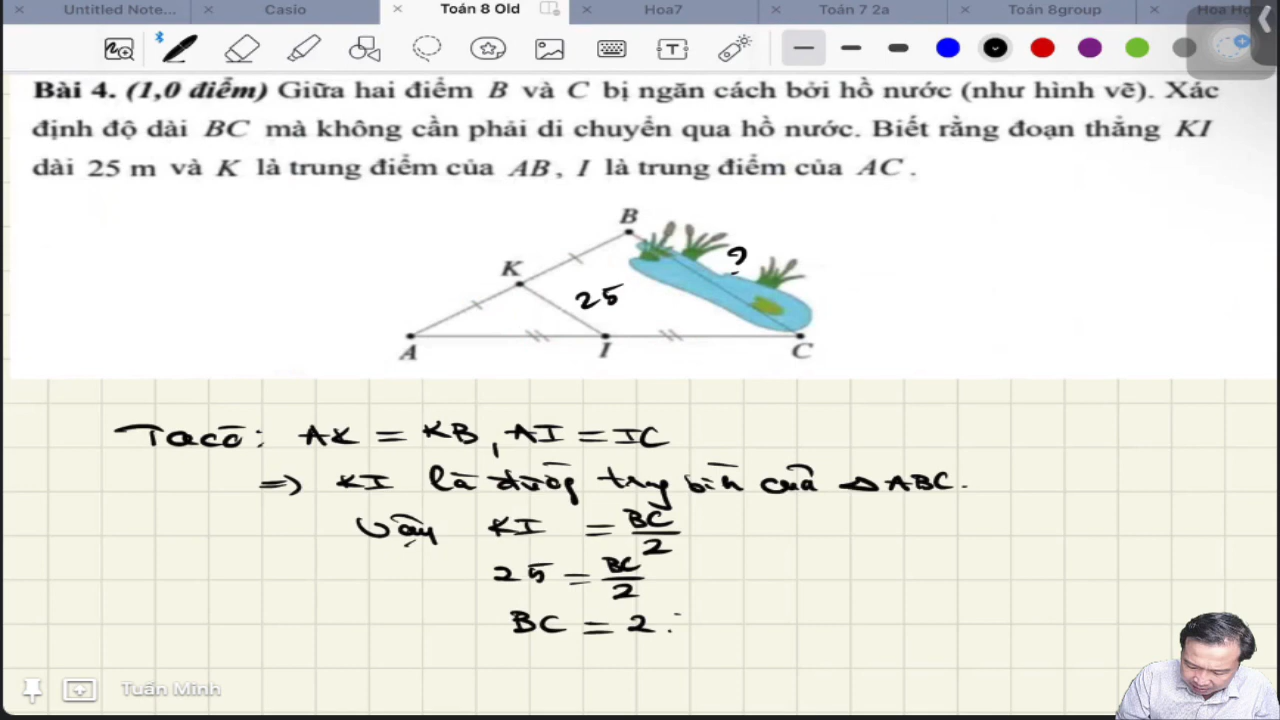 Untitled Note...
Casio
Toán 8 Old
Hoa7
Toán 7 2a
Toán 8group
Hoa Ho
Bài 4. (1,0 điểm) Giữa hai điểm B và C bị ngăn cách bởi hồ nước (như hình vẽ). Xác
định độ dài BC mà không cần phải di chuyển qua hồ nước. Biết rằng đoạn thẳng KI
dài 25 m và K là trung điểm của AB, I là trung điểm của AC.
B
?
K
25
A
I
C
Ta có: AK = KB, AI = IC
=> KI là đường trung bình của △ABC.
Vậy KI = BC/2
25 = BC/2
BC = 2.
Tuấn Minh